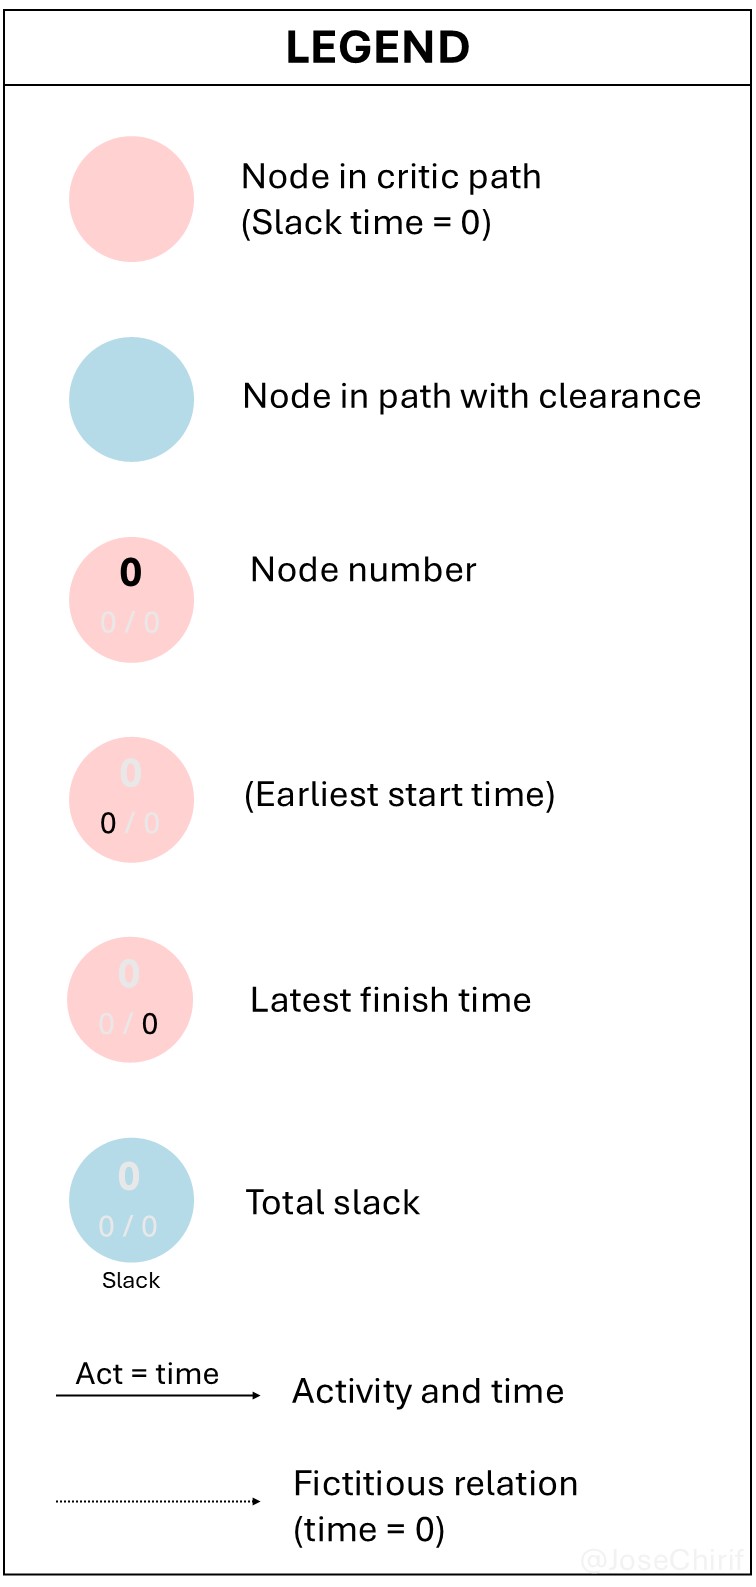 LEGEND
Node in critic path
(Slack time = 0)
Node in path with clearance
0
0 / 0
Node number
0
0 / 0
(Earliest start time)
0
0 / 0
Latest finish time
0
0 / 0
Slack
Total slack
Act = time
Activity and time
Fictitious relation
(time = 0)
@JoseChirif